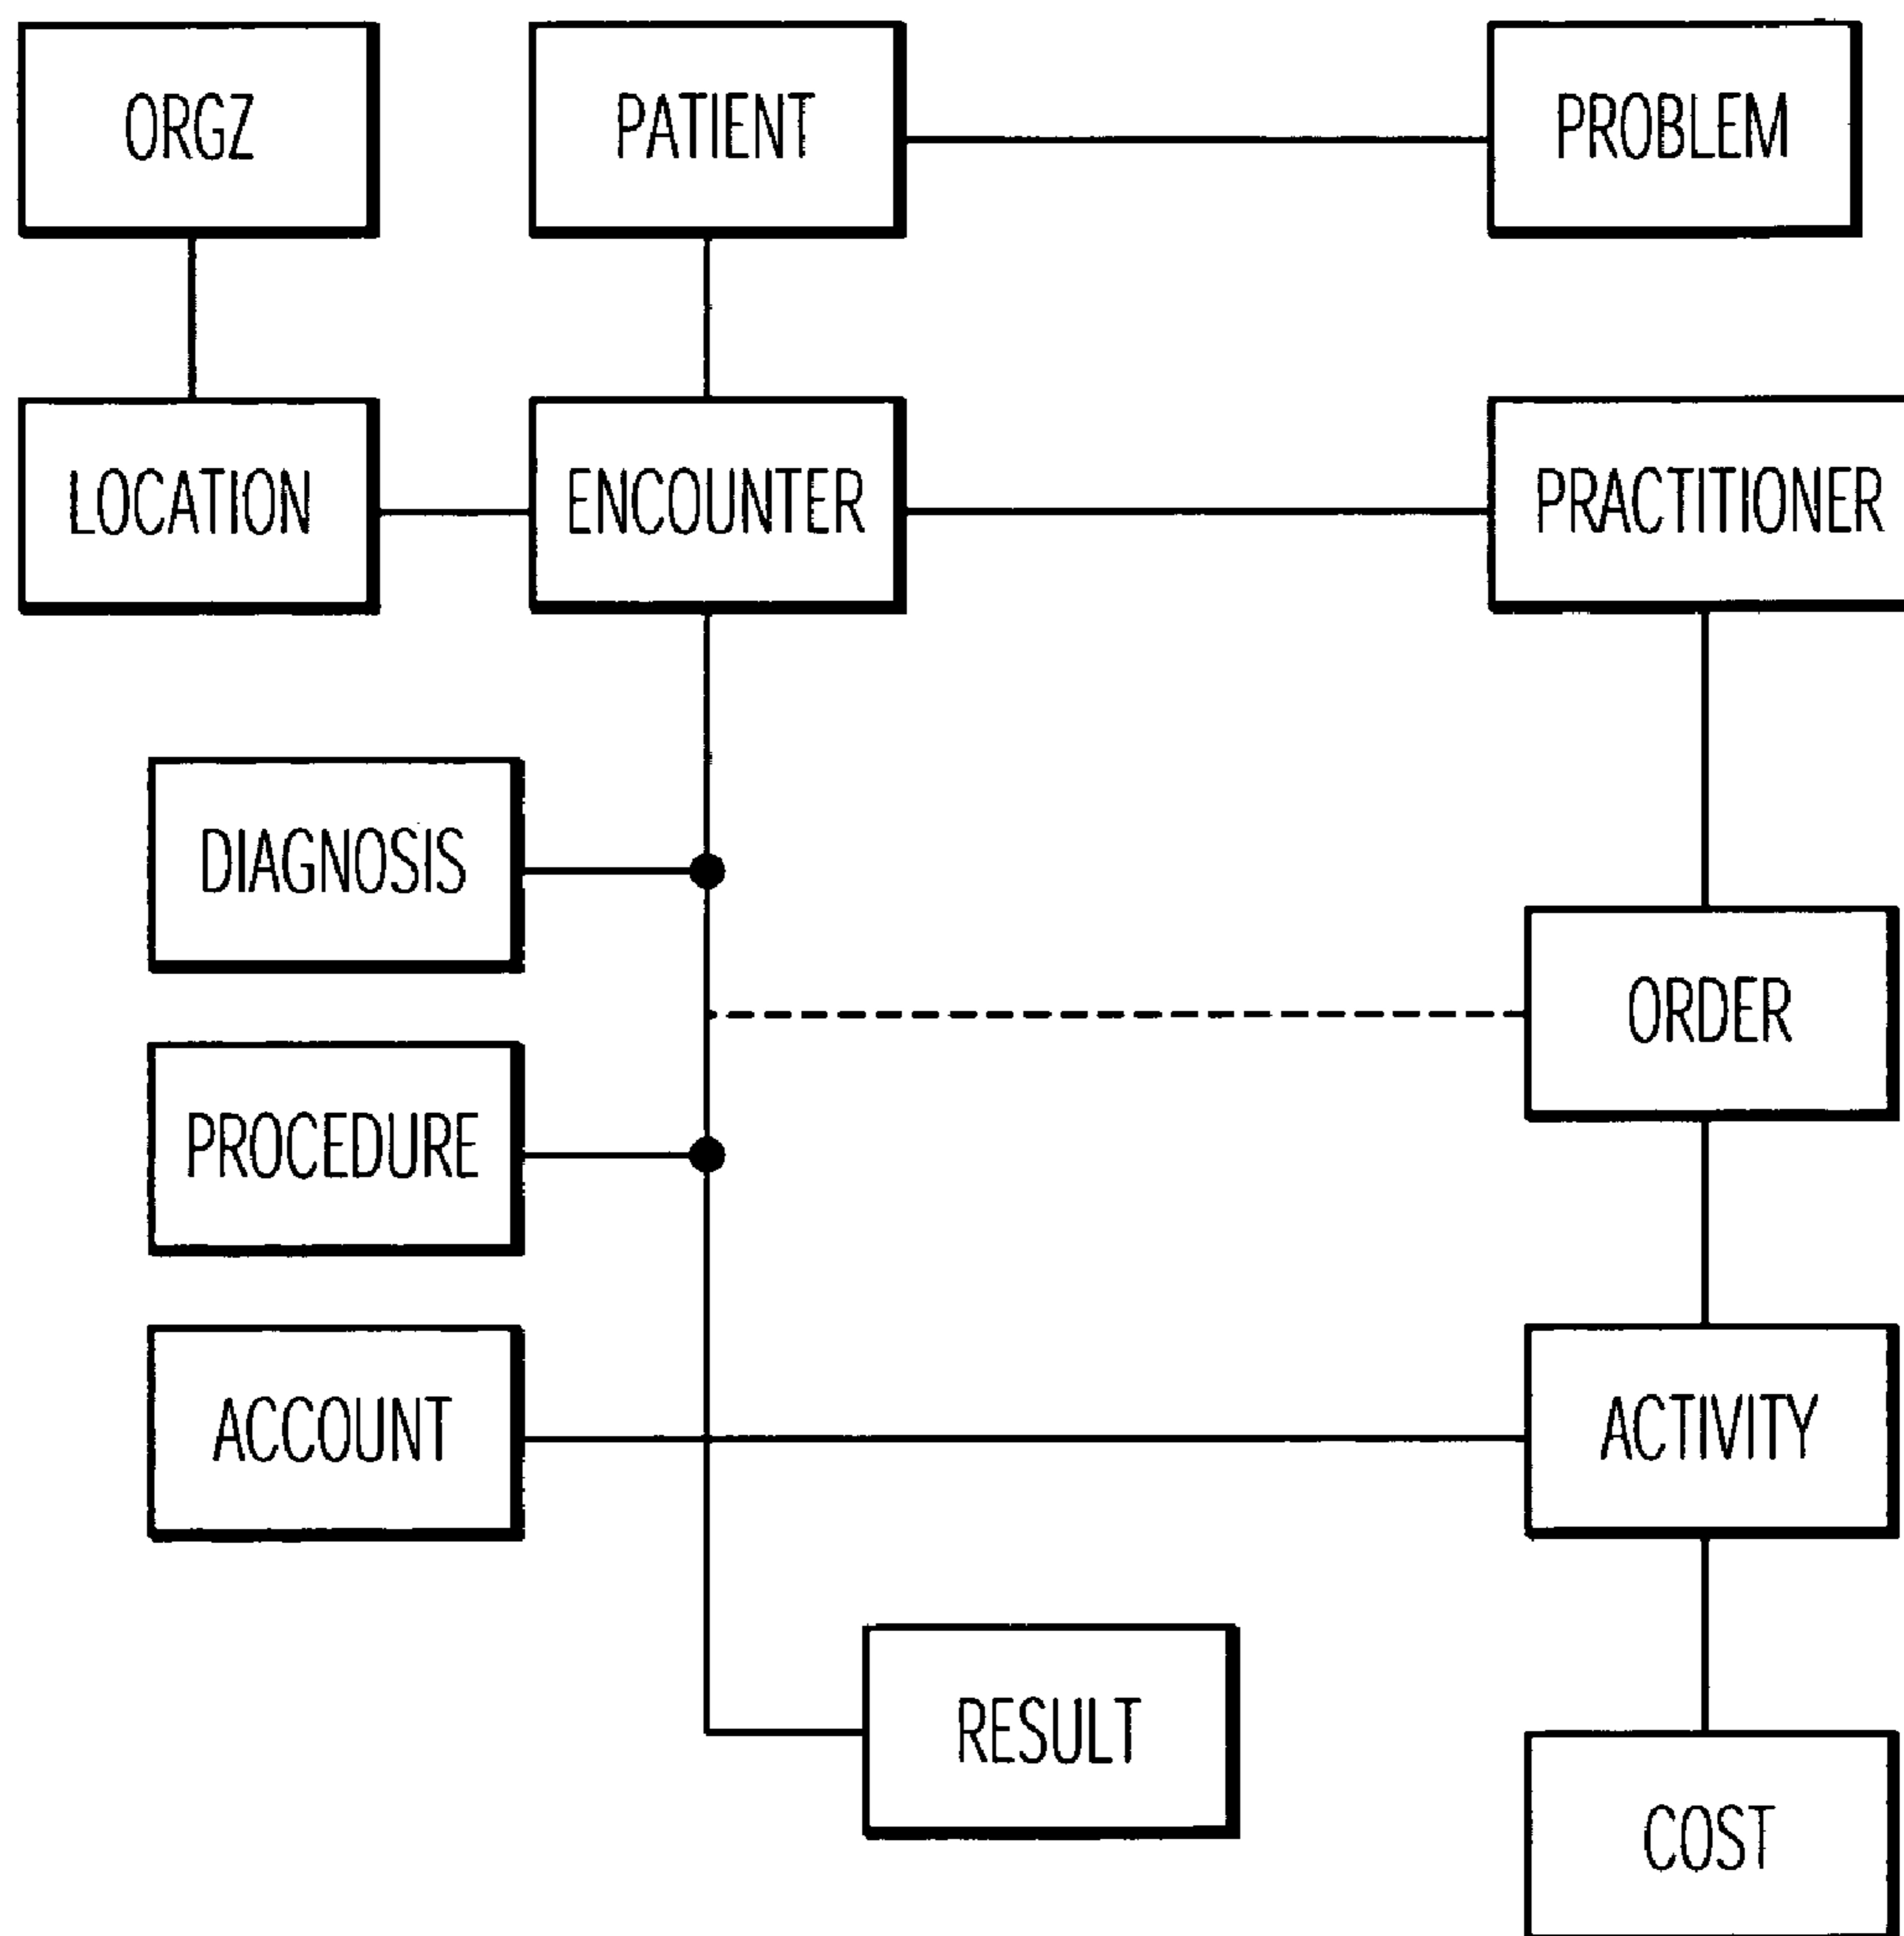 ORGZ
PATIENT
PROBLEM
LOCATION
ENCOUNTER
PRACTITIONER
DIAGNOSIS
ORDER
PROCEDURE
ACCOUNT
ACTIVITY
RESULT
COST